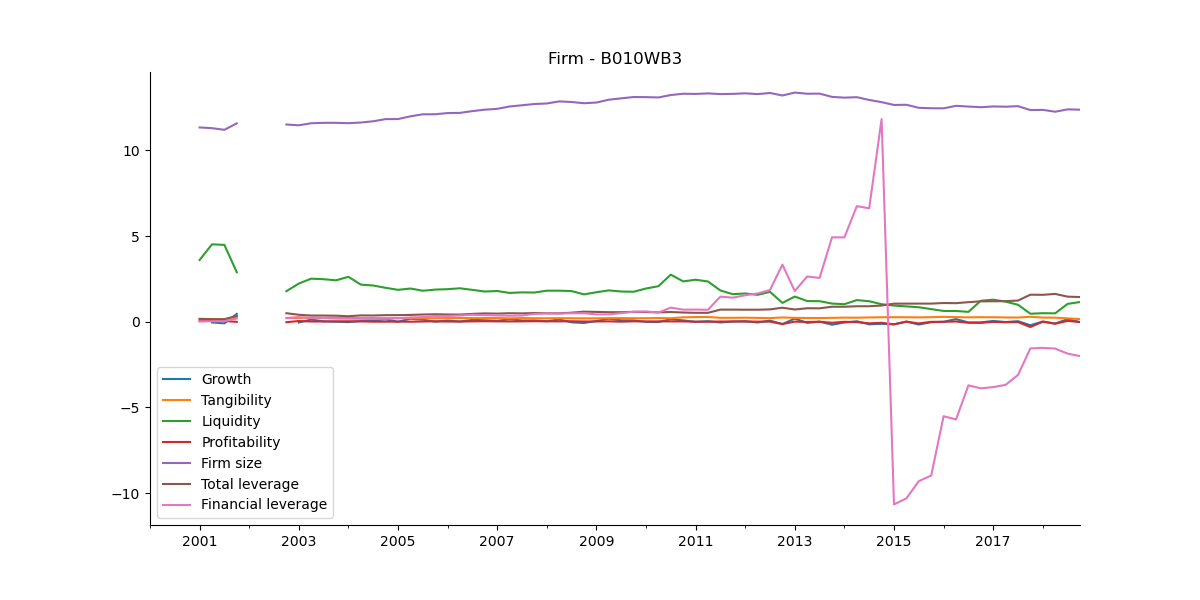 Firm - B010WB3
10
5
0
−5
−10
Growth
Tangibility
Liquidity
Profitability
Firm size
Total leverage
Financial leverage
2001 2003 2005 2007 2009 2011 2013 2015 2017